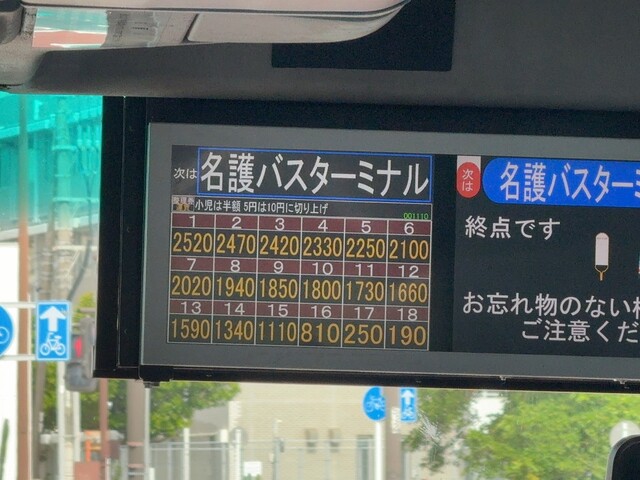 次は 名護バスターミナル
整理券 小児は半額 5円は10円に切り上げ
001110
1 2 3 4 5 6
2520 2470 2420 2330 2250 2100
7 8 9 10 11 12
2020 1940 1850 1800 1730 1660
13 14 15 16 17 18
1590 1340 1110 810 250 190
次は 名護バスターミ
終点です
お忘れ物のない
ご注意くだ